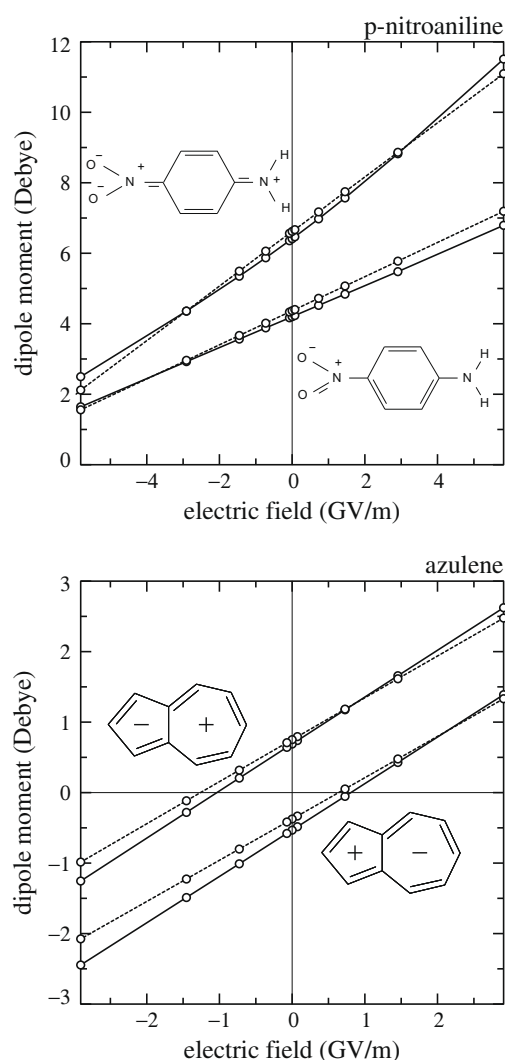 p-nitroaniline
dipole moment (Debye)
12
10
8
6
4
2
0
O−
O−
N
+
N
+
H
H
O−
O
N
+
N
H
H
−4 −2 0 2 4
electric field (GV/m)
azulene
dipole moment (Debye)
3
2
1
0
−1
−2
−3
− +
+ −
−2 −1 0 1 2
electric field (GV/m)